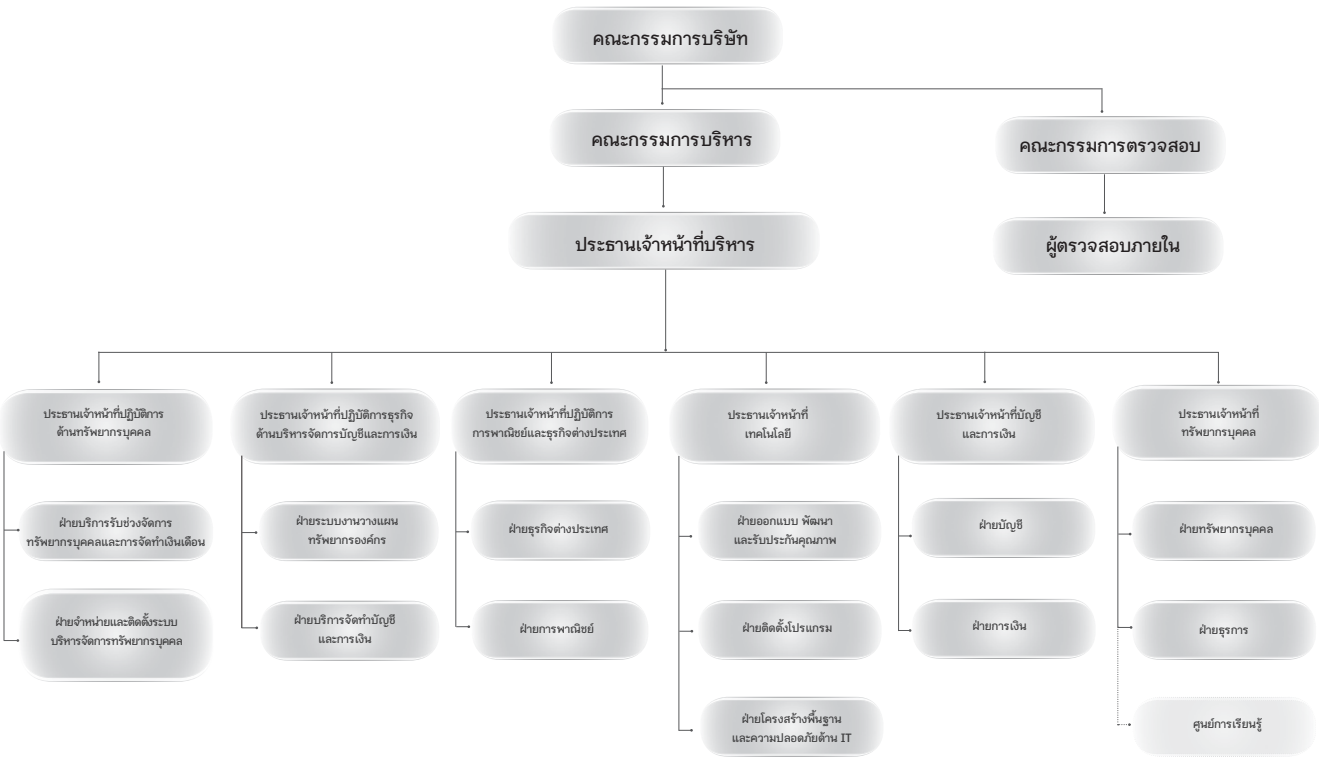 คณะกรรมการบริษัท
คณะกรรมการบริหาร
คณะกรรมการตรวจสอบ
ประธานเจ้าหน้าที่บริหาร
ผู้ตรวจสอบภายใน
ประธานเจ้าหน้าที่ปฏิบัติการ
ด้านทรัพยากรบุคคล
ฝ่ายบริการรับช่วงจัดการ
ทรัพยากรบุคคลและการจัดทำเงินเดือน
ฝ่ายจำหน่ายและติดตั้งระบบ
บริหารจัดการทรัพยากรบุคคล
ประธานเจ้าหน้าที่ปฏิบัติการธุรกิจ
ด้านบริหารจัดการบัญชีและการเงิน
ฝ่ายระบบงานวางแผน
ทรัพยากรองค์กร
ฝ่ายบริการจัดทำบัญชี
และการเงิน
ประธานเจ้าหน้าที่ปฏิบัติการ
การพาณิชย์และธุรกิจต่างประเทศ
ฝ่ายธุรกิจต่างประเทศ
ฝ่ายการพาณิชย์
ประธานเจ้าหน้าที่
เทคโนโลยี
ฝ่ายออกแบบ พัฒนา
และรับประกันคุณภาพ
ฝ่ายติดตั้งโปรแกรม
ฝ่ายโครงสร้างพื้นฐาน
และความปลอดภัยด้าน IT
ประธานเจ้าหน้าที่บัญชี
และการเงิน
ฝ่ายบัญชี
ฝ่ายการเงิน
ประธานเจ้าหน้าที่
ทรัพยากรบุคคล
ฝ่ายทรัพยากรบุคคล
ฝ่ายธุรการ
ศูนย์การเรียนรู้